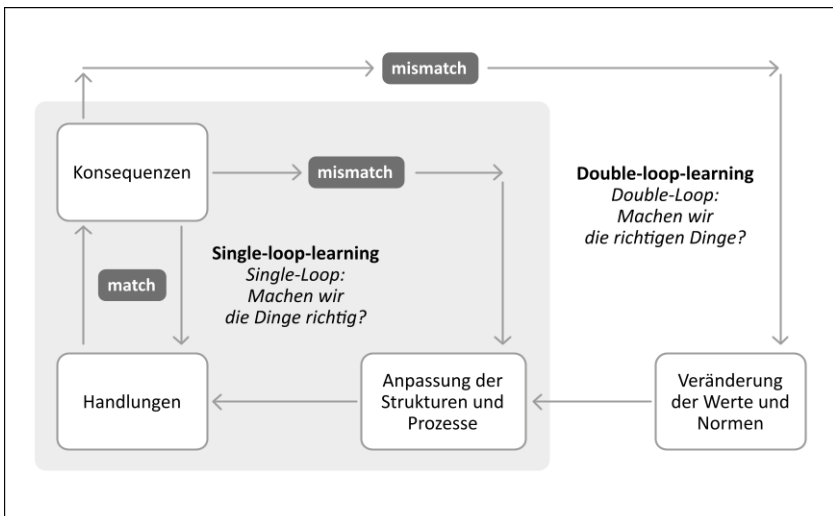 mismatch
Konsequenzen
mismatch
Double-loop-learning
Double-Loop:
Machen wir
die richtigen Dinge?
Single-loop-learning
Single-Loop:
Machen wir
die Dinge richtig?
match
Handlungen
Anpassung der
Strukturen und
Prozesse
Veränderung
der Werte und
Normen